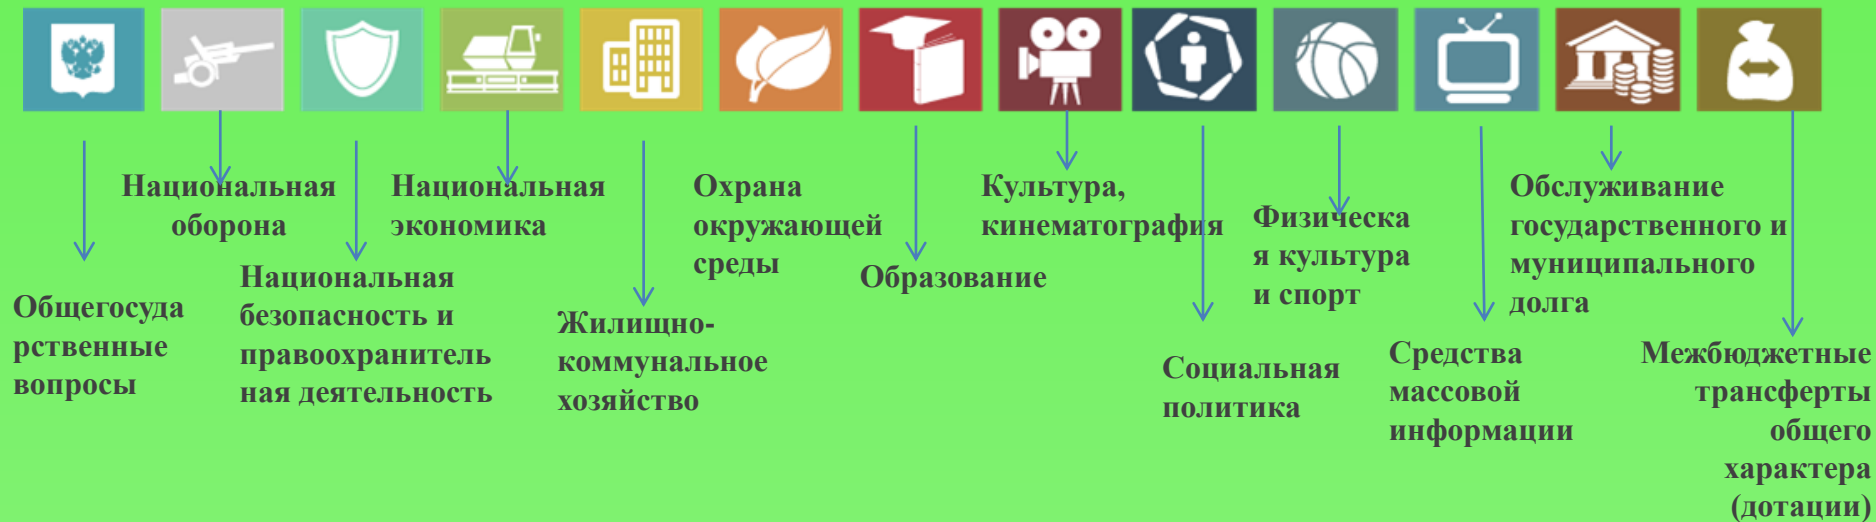 Общегосуда
рственные
вопросы
Национальная
оборона
Национальная
безопасность и
правоохранитель
ная деятельность
Национальная
экономика
Жилищно-
коммунальное
хозяйство
Охрана
окружающей
среды
Образование
Культура,
кинематография
Социальная
политика
Физическа
я культура
и спорт
Средства
массовой
информации
Обслуживание
государственного и
муниципального
долга
Межбюджетные
трансферты
общего
характера
(дотации)